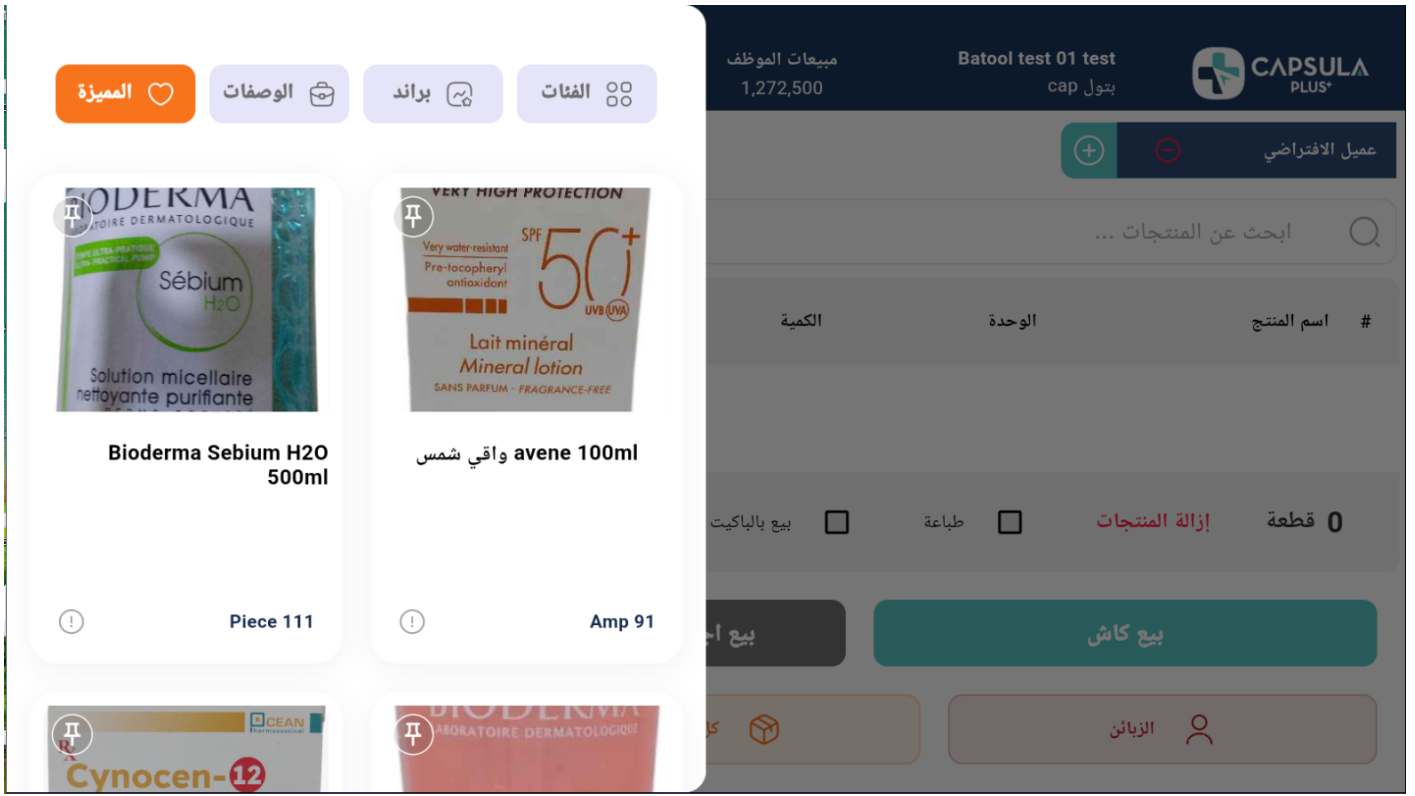 CAPSULA
PLUS+
Batool test 01 test
بتول cap
مبيعات الموظف
1,272,500
عميل الافتراضي
ابحث عن المنتجات ...
# اسم المنتج الوحدة الكمية
0 قطعة إزالة المنتجات طباعة بيع بالباكيت
بيع كاش
بيع
الزبائن
الفئات
براند
الوصفات
المميزة
VERY HIGH PROTECTION
Very water-resistant
Pre-tocopheryl
antioxidant
SPF
50+
UVB UVA
Lait minéral
Mineral lotion
SANS PARFUM - FRAGRANCE-FREE
avene 100ml واقي شمس
Amp 91
BIODERMA
LABORATOIRE DERMATOLOGIQUE
Sébium
H2O
Solution micellaire
nettoyante purifiante
Bioderma Sebium H2O
500ml
Piece 111
BIODERMA
LABORATOIRE DERMATOLOGIQUE
OCEAN
Rx
Cynocen-12